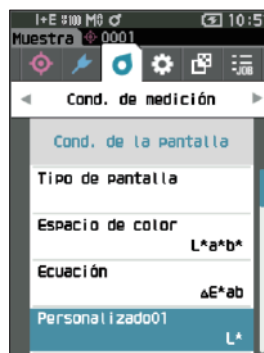 I+E M0 10:5
Muestra 0001
JOB
Cond. de medición
Cond. de la pantalla
Tipo de pantalla
Espacio de color
L*a*b*
Ecuación
ΔE*ab
Personalizado01
L*